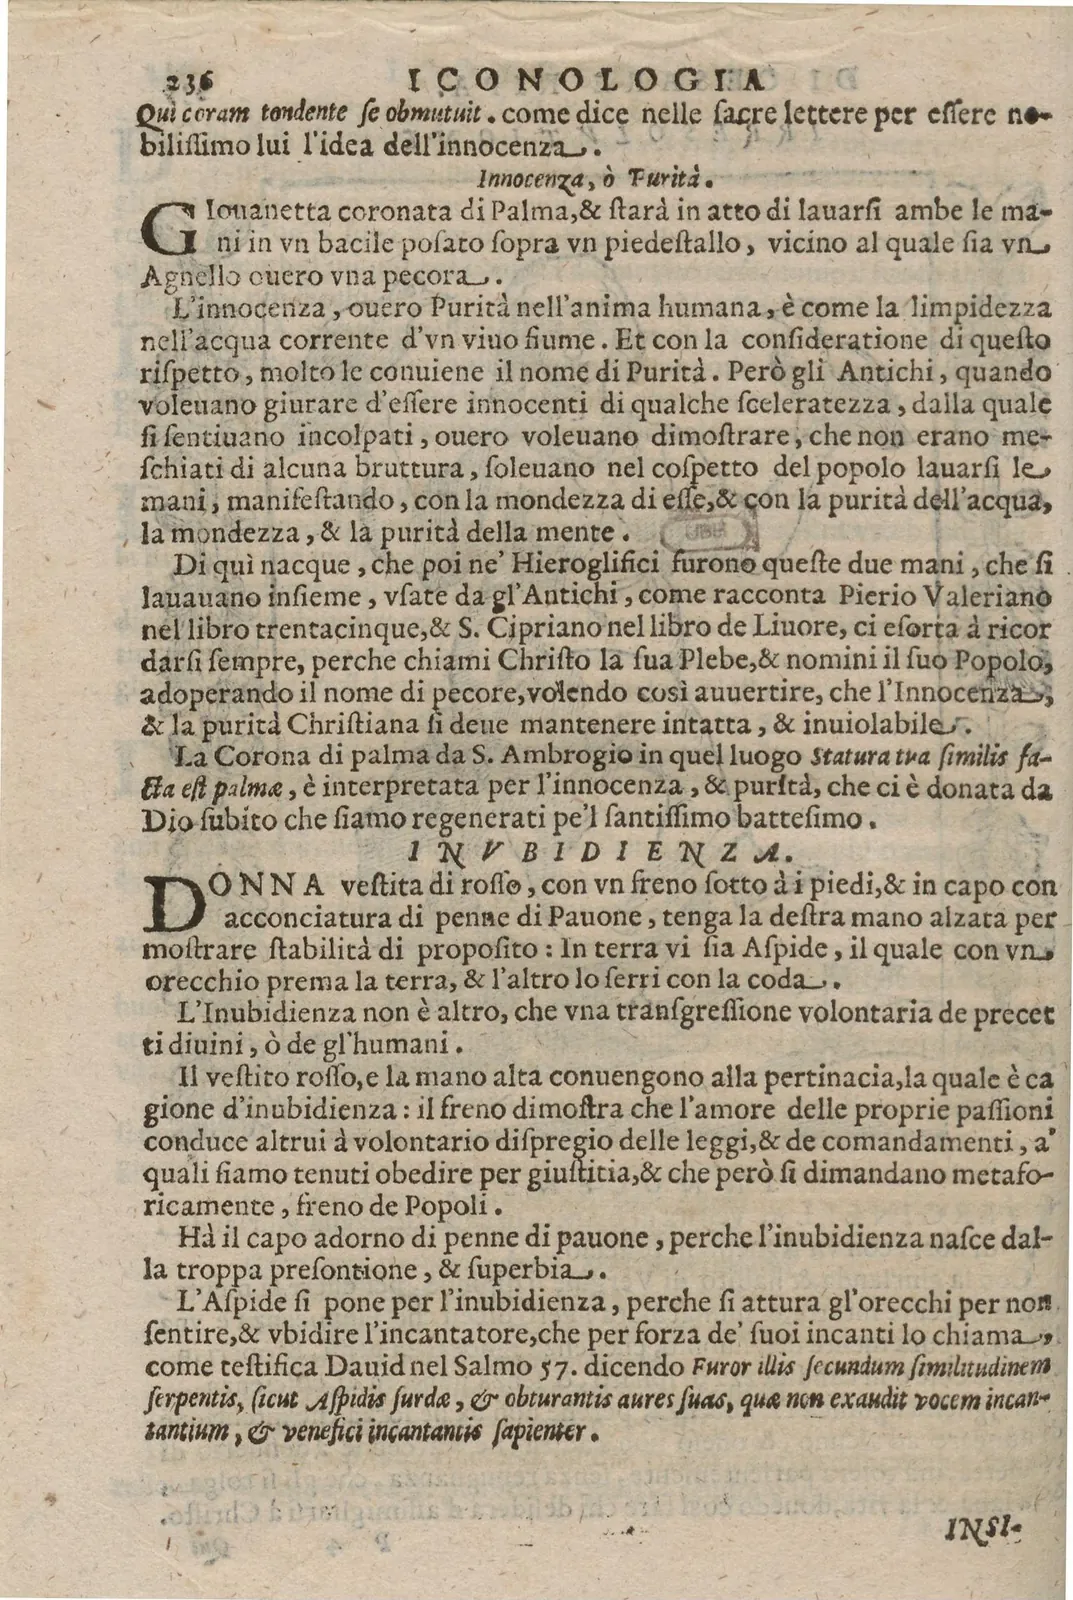 236 ICONOLOGIA
Qui coram tondente se obmutuit. come dice nelle sacre lettere per essere no-
bilissimo lui l'idea dell'innocenza.
Innocenza, ò Purità.
GIouanetta coronata di Palma,& starà in atto di lauarsi ambe le ma-
ni in vn bacile posato sopra vn piedestallo, vicino al quale sia vn
Agnello ouero vna pecora.
L'innocenza, ouero Purità nell'anima humana, è come la limpidezza
nell'acqua corrente d'vn viuo fiume. Et con la consideratione di questo
rispetto, molto le conuiene il nome di Purità. Però gli Antichi, quando
voleuano giurare d'essere innocenti di qualche sceleratezza, dalla quale
si sentiuano incolpati, ouero voleuano dimostrare, che non erano me-
schiati di alcuna bruttura, soleuano nel cospetto del popolo lauarsi le
mani, manifestando, con la mondezza di esse,& con la purità dell'acqua,
la mondezza, & la purità della mente.
Di quì nacque, che poi ne' Hieroglifici furono queste due mani, che si
lauauano insieme, vsate da gl'Antichi, come racconta Pierio Valeriano
nel libro trentacinque,& S. Cipriano nel libro de Liuore, ci esorta à ricor
darsi sempre, perche chiami Christo la sua Plebe,& nomini il suo Popolo,
adoperando il nome di pecore,volendo così auuertire, che l'Innocenza,
& la purità Christiana si deue mantenere intatta, & inuiolabile.
La Corona di palma da S. Ambrogio in quel luogo Statura tua similis fa-
cta est palmæ, è interpretata per l'innocenza, & purità, che ci è donata da
Dio subito che siamo regenerati pe'l santissimo battesimo.
INVBIDIENZA.
DONNA vestita di rosso, con vn freno sotto à i piedi,& in capo con
acconciatura di penne di Pauone, tenga la destra mano alzata per
mostrare stabilità di proposito: In terra vi sia Aspide, il quale con vn
orecchio prema la terra, & l'altro lo serri con la coda.
L'Inubidienza non è altro, che vna transgressione volontaria de precet
ti diuini, ò de gl'humani.
Il vestito rosso,e la mano alta conuengono alla pertinacia,la quale è ca
gione d'inubidienza: il freno dimostra che l'amore delle proprie passioni
conduce altrui à volontario dispregio delle leggi,& de comandamenti, a'
quali siamo tenuti obedire per giustitia,& che però si dimandano metafo-
ricamente, freno de Popoli.
Hà il capo adorno di penne di pauone, perche l'inubidienza nasce dal-
la troppa presontione, & superbia.
L'Aspide si pone per l'inubidienza, perche si attura gl'orecchi per non
sentire,& vbidire l'incantatore,che per forza de' suoi incanti lo chiama,
come testifica Dauid nel Salmo 57. dicendo Furor illis secundum similitudinem
serpentis, sicut Aspidis surdæ, & obturantis aures suas, quæ non exaudit vocem incan-
tantium, & venefici incantantis sapienter.
INSI-